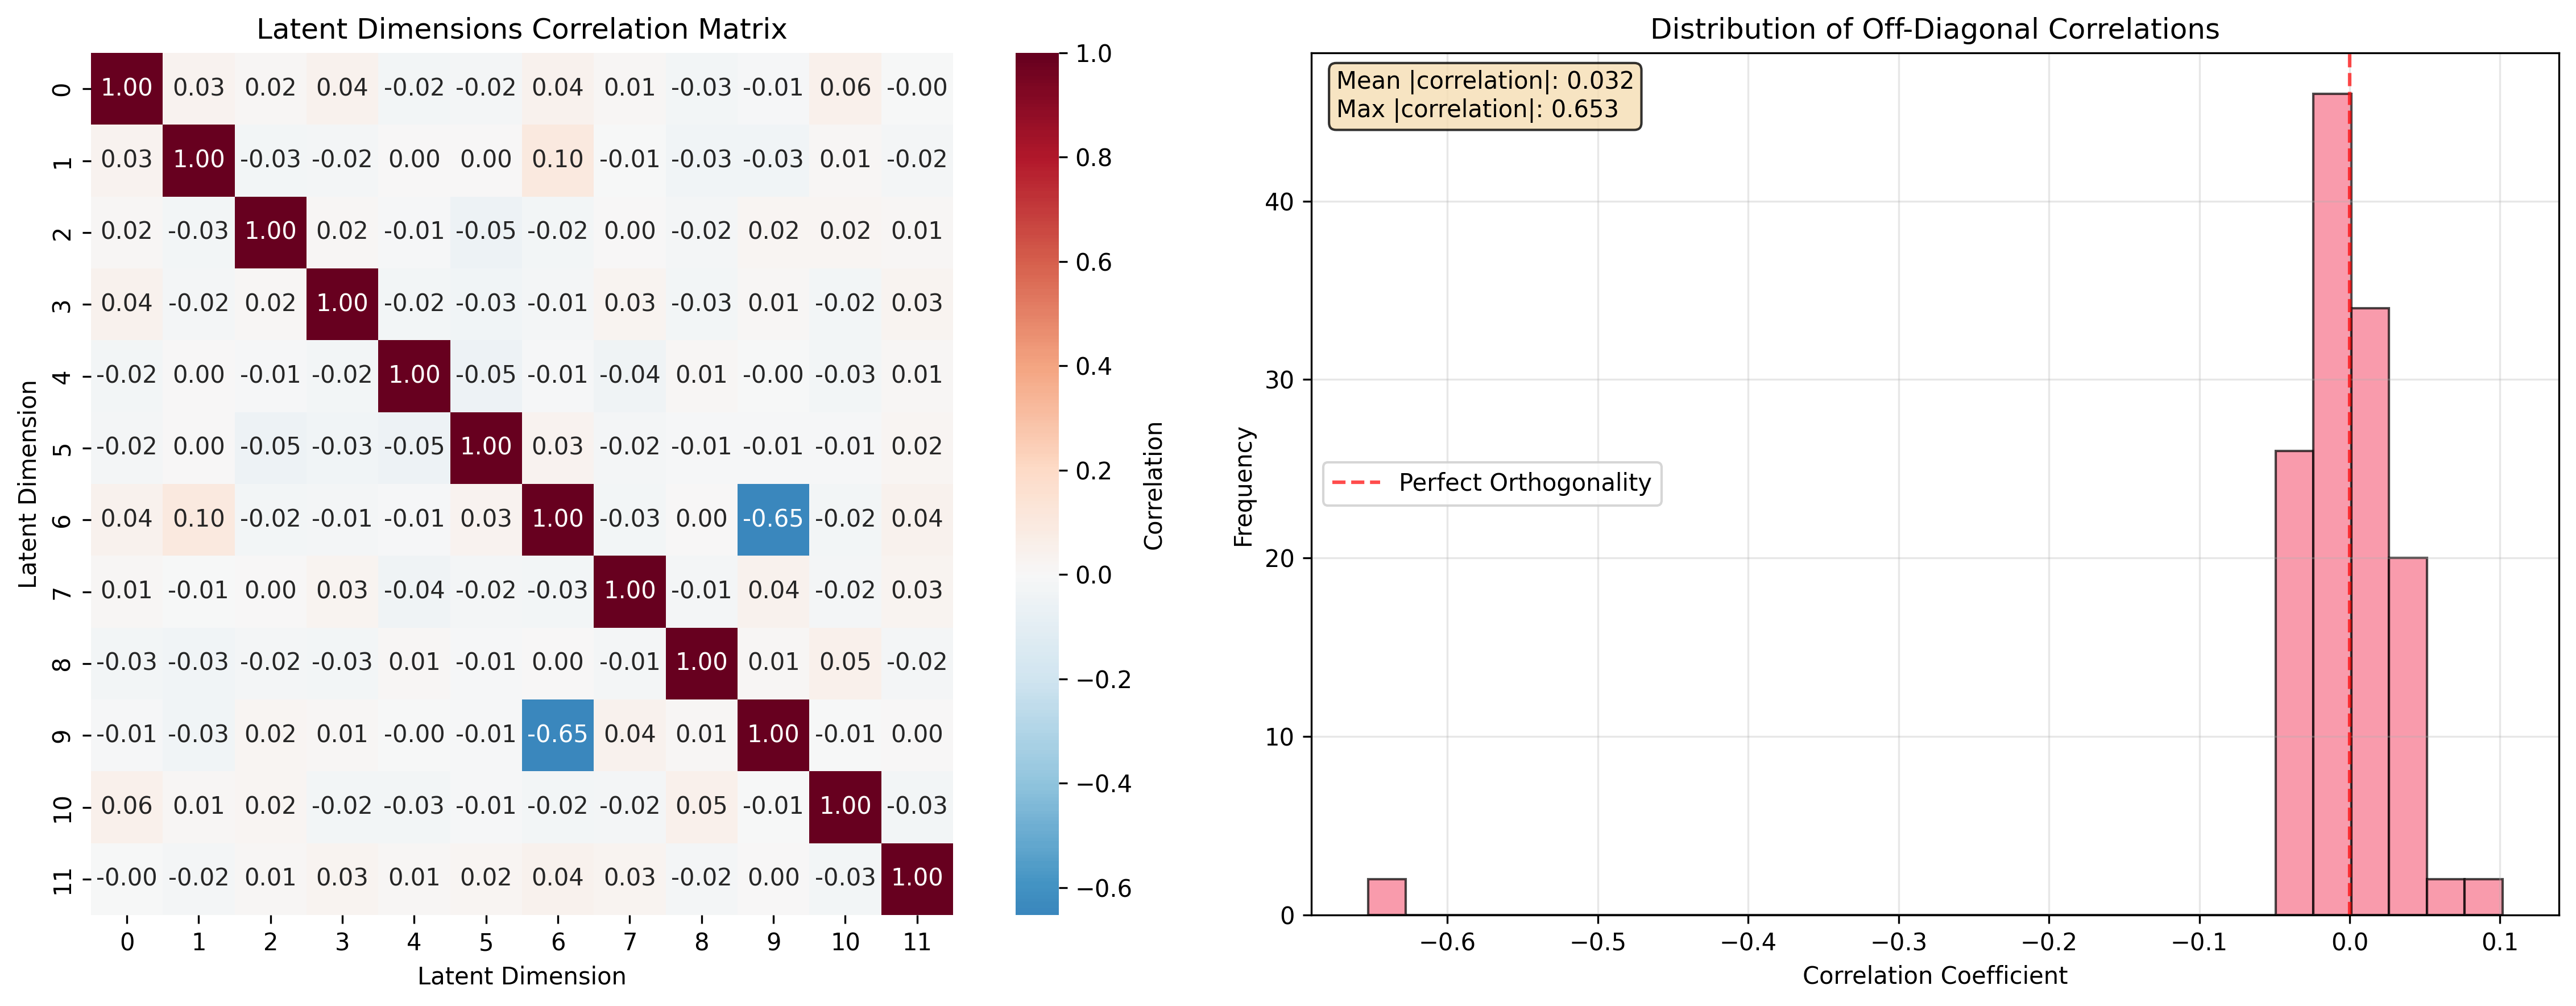 Latent Dimensions Correlation Matrix
0 1.00 0.03 0.02 0.04 -0.02 -0.02 0.04 0.01 -0.03 -0.01 0.06 -0.00
1 0.03 1.00 -0.03 -0.02 0.00 0.00 0.10 -0.01 -0.03 -0.03 0.01 -0.02
2 0.02 -0.03 1.00 0.02 -0.01 -0.05 -0.02 0.00 -0.02 0.02 0.02 0.01
3 0.04 -0.02 0.02 1.00 -0.02 -0.03 -0.01 0.03 -0.03 0.01 -0.02 0.03
4 -0.02 0.00 -0.01 -0.02 1.00 -0.05 -0.01 -0.04 0.01 -0.00 -0.03 0.01
5 -0.02 0.00 -0.05 -0.03 -0.05 1.00 0.03 -0.02 -0.01 -0.01 -0.01 0.02
6 0.04 0.10 -0.02 -0.01 -0.01 0.03 1.00 -0.03 0.00 -0.65 -0.02 0.04
7 0.01 -0.01 0.00 0.03 -0.04 -0.02 -0.03 1.00 -0.01 0.04 -0.02 0.03
8 -0.03 -0.03 -0.02 -0.03 0.01 -0.01 0.00 -0.01 1.00 0.01 0.05 -0.02
9 -0.01 -0.03 0.02 0.01 -0.00 -0.01 -0.65 0.04 0.01 1.00 -0.01 0.00
10 0.06 0.01 0.02 -0.02 -0.03 -0.01 -0.02 -0.02 0.05 -0.01 1.00 -0.03
11 -0.00 -0.02 0.01 0.03 0.01 0.02 0.04 0.03 -0.02 0.00 -0.03 1.00
0 1 2 3 4 5 6 7 8 9 10 11
Latent Dimension
Latent Dimension
1.0
0.8
0.6
0.4
0.2
0.0
−0.2
−0.4
−0.6
Correlation
Distribution of Off-Diagonal Correlations
Mean |correlation|: 0.032
Max |correlation|: 0.653
Perfect Orthogonality
Frequency
40
30
20
10
0
−0.6 −0.5 −0.4 −0.3 −0.2 −0.1 0.0 0.1
Correlation Coefficient